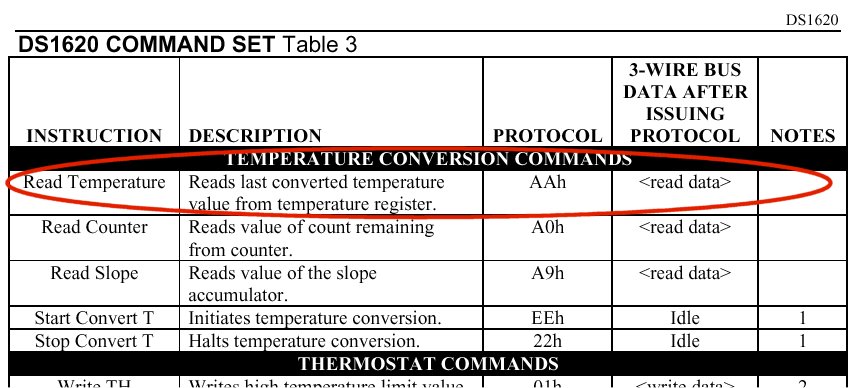 DS1620
DS1620 COMMAND SET Table 3
3-WIRE BUS
DATA AFTER
ISSUING
INSTRUCTION DESCRIPTION PROTOCOL PROTOCOL NOTES
TEMPERATURE CONVERSION COMMANDS
Read Temperature Reads last converted temperature AAh <read data>
value from temperature register.
Read Counter Reads value of count remaining A0h <read data>
from counter.
Read Slope Reads value of the slope A9h <read data>
accumulator.
Start Convert T Initiates temperature conversion. EEh Idle 1
Stop Convert T Halts temperature conversion. 22h Idle 1
THERMOSTAT COMMANDS
Write TH Writes high temperature limit value 01h <write data> 2